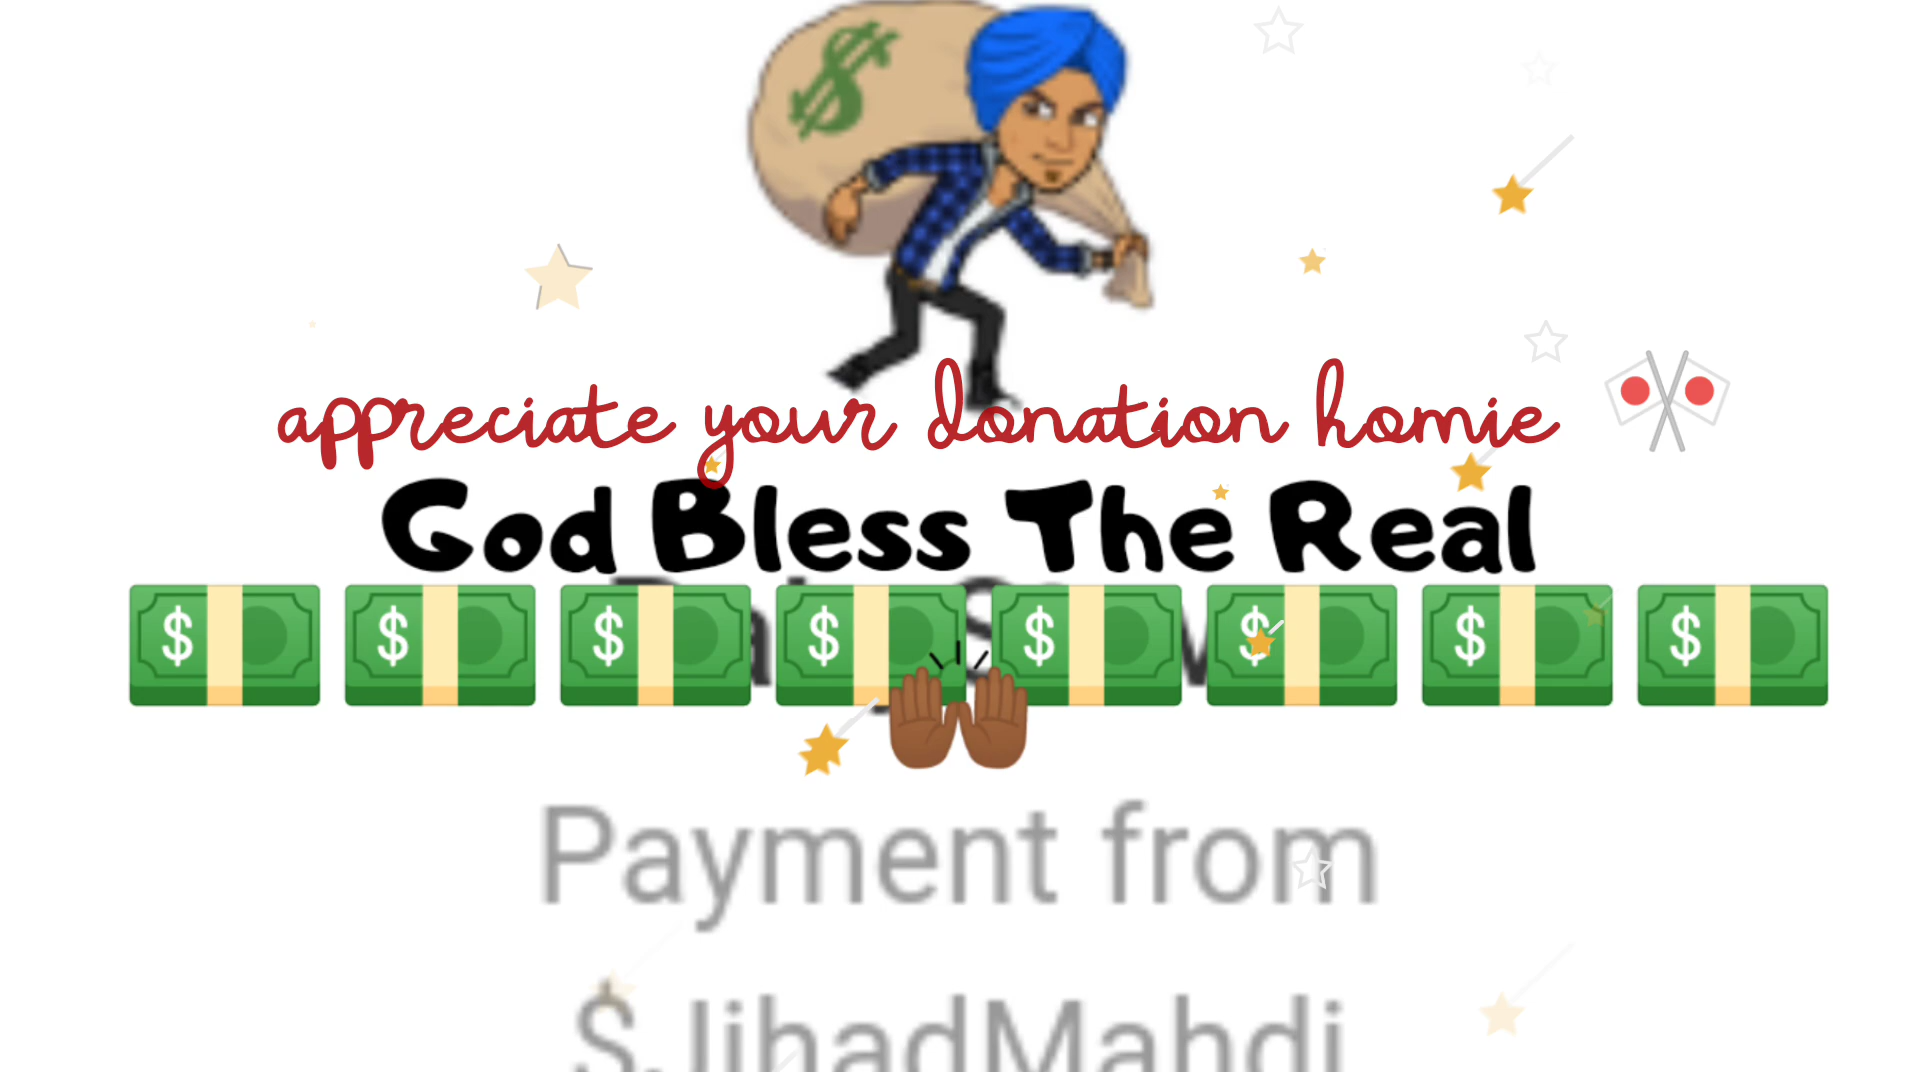 $
appreciate your donation homie
God Bless The Real
$ $ $ $ $ $ $ $
Payment from
$JihadMahdi